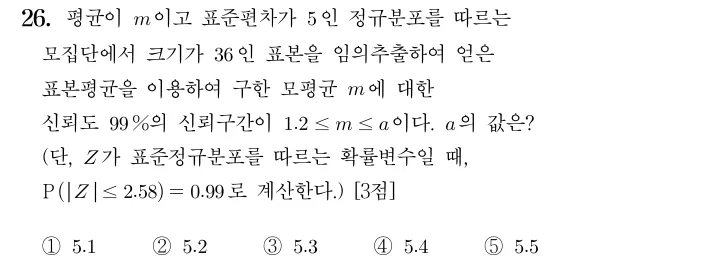 26. 평균이 m이고 표준편차가 5인 정규분포를 따르는
모집단에서 크기가 36인 표본을 임의추출하여 얻은
표본평균을 이용하여 구한 모평균 m에 대한
신뢰도 99%의 신뢰구간이 1.2 ≤ m ≤ a이다. a의 값은?
(단, Z가 표준정규분포를 따르는 확률변수일 때,
P(|Z| ≤ 2.58) = 0.99로 계산한다.) [3점]
① 5.1 ② 5.2 ③ 5.3 ④ 5.4 ⑤ 5.5